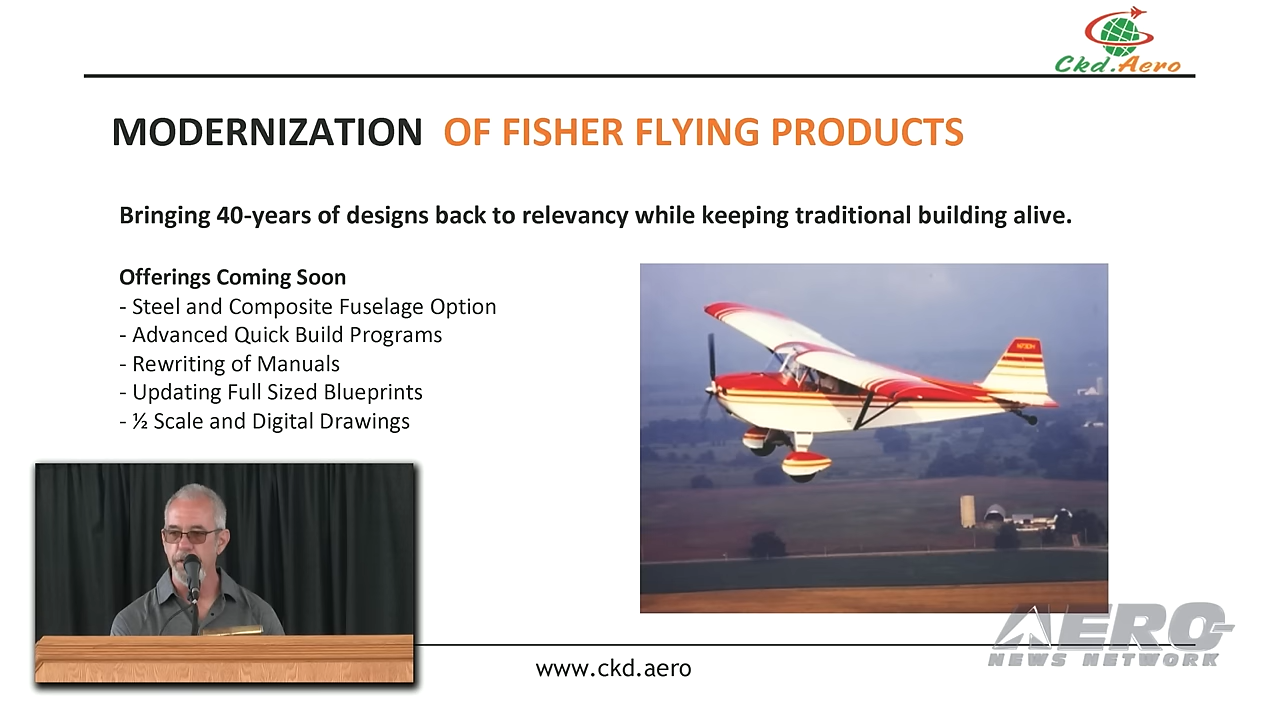 Ckd.Aero
MODERNIZATION OF FISHER FLYING PRODUCTS
Bringing 40-years of designs back to relevancy while keeping traditional building alive.
Offerings Coming Soon
- Steel and Composite Fuselage Option
- Advanced Quick Build Programs
- Rewriting of Manuals
- Updating Full Sized Blueprints
- ½ Scale and Digital Drawings
www.ckd.aero
AERO
NEWS NETWORK